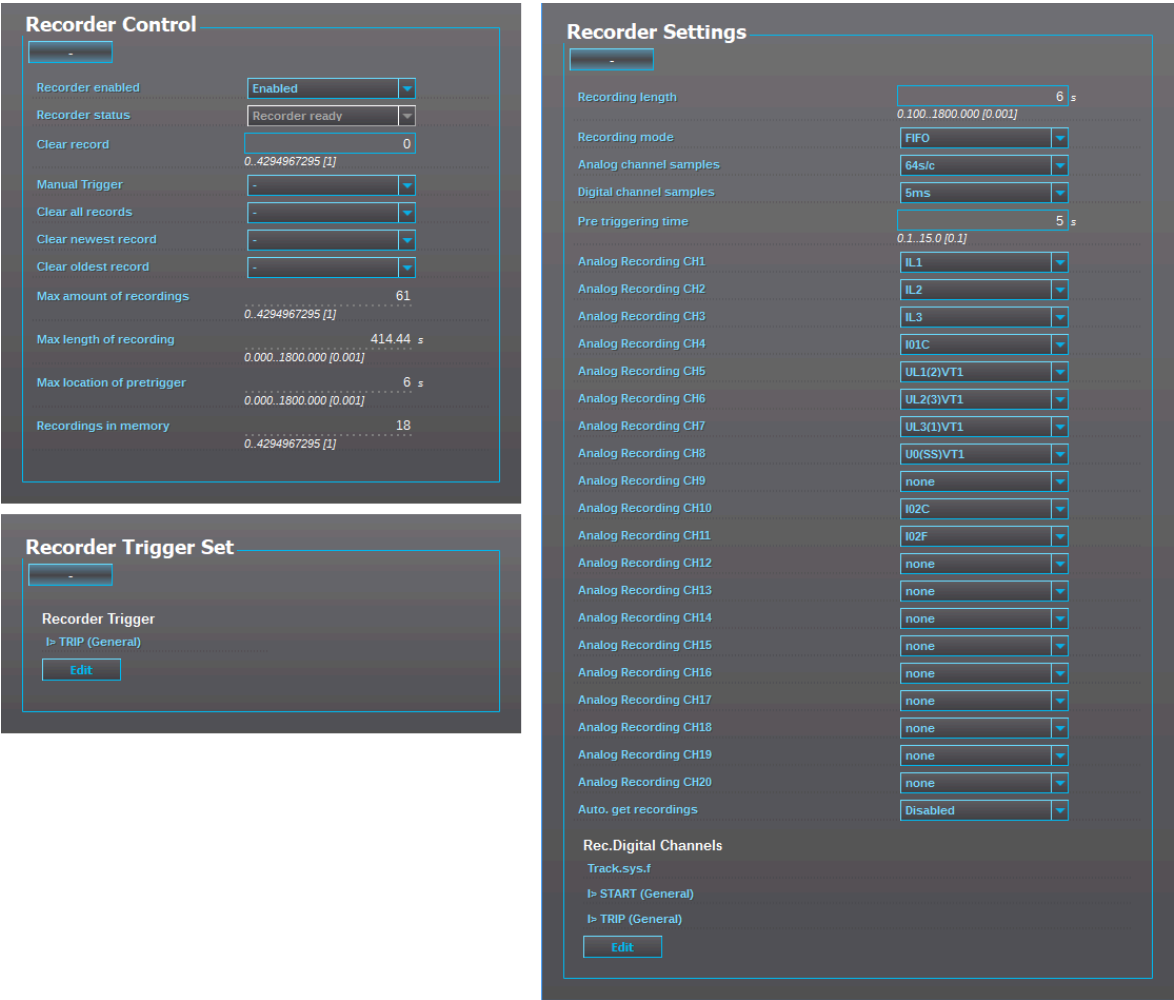 Recorder Control
-
Recorder enabled Enabled
Recorder status Recorder ready
Clear record 0
0..4294967295 [1]
Manual Trigger -
Clear all records -
Clear newest record -
Clear oldest record -
Max amount of recordings 61
0..4294967295 [1]
Max length of recording 414.44 s
0.000..1800.000 [0.001]
Max location of pretrigger 6 s
0.000..1800.000 [0.001]
Recordings in memory 18
0..4294967295 [1]
Recorder Trigger Set
-
Recorder Trigger
I> TRIP (General)
Edit
Recorder Settings
-
Recording length 6 s
0.100..1800.000 [0.001]
Recording mode FIFO
Analog channel samples 64s/c
Digital channel samples 5ms
Pre triggering time 5 s
0.1..15.0 [0.1]
Analog Recording CH1 IL1
Analog Recording CH2 IL2
Analog Recording CH3 IL3
Analog Recording CH4 I01C
Analog Recording CH5 UL1(2)VT1
Analog Recording CH6 UL2(3)VT1
Analog Recording CH7 UL3(1)VT1
Analog Recording CH8 U0(SS)VT1
Analog Recording CH9 none
Analog Recording CH10 I02C
Analog Recording CH11 I02F
Analog Recording CH12 none
Analog Recording CH13 none
Analog Recording CH14 none
Analog Recording CH15 none
Analog Recording CH16 none
Analog Recording CH17 none
Analog Recording CH18 none
Analog Recording CH19 none
Analog Recording CH20 none
Auto. get recordings Disabled
Rec.Digital Channels
Track.sys.f
I> START (General)
I> TRIP (General)
Edit